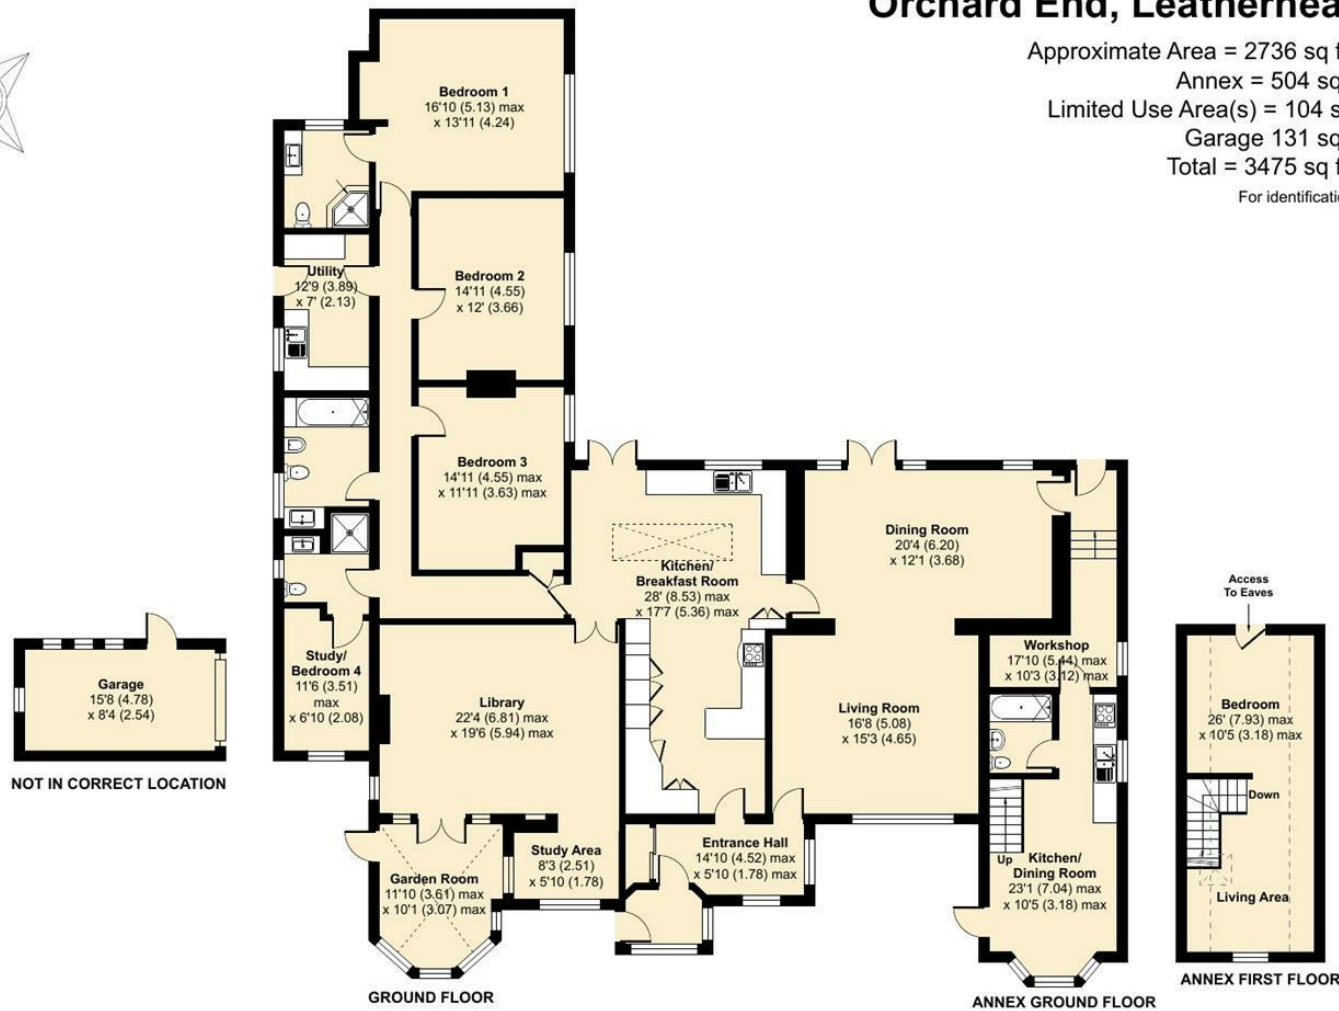 Orchard End, Leatherhea
Approximate Area = 2736 sq f
Annex = 504 sq
Limited Use Area(s) = 104 s
Garage 131 sq
Total = 3475 sq f
For identificatio
Bedroom 1
16'10 (5.13) max
x 13'11 (4.24)
Utility
12'9 (3.89)
x 7' (2.13)
Bedroom 2
14'11 (4.55)
x 12' (3.66)
Bedroom 3
14'11 (4.55) max
x 11'11 (3.63) max
Kitchen/
Breakfast Room
28' (8.53) max
x 17'7 (5.36) max
Dining Room
20'4 (6.20)
x 12'1 (3.68)
Access
To Eaves
Garage
15'8 (4.78)
x 8'4 (2.54)
NOT IN CORRECT LOCATION
Study/
Bedroom 4
11'6 (3.51)
max
x 6'10 (2.08)
Library
22'4 (6.81) max
x 19'6 (5.94) max
Living Room
16'8 (5.08)
x 15'3 (4.65)
Workshop
17'10 (5.44) max
x 10'3 (3.12) max
Bedroom
26' (7.93) max
x 10'5 (3.18) max
Down
Living Area
Garden Room
11'10 (3.61) max
x 10'1 (3.07) max
Study Area
8'3 (2.51)
x 5'10 (1.78)
Entrance Hall
14'10 (4.52) max
x 5'10 (1.78) max
Up
Kitchen/
Dining Room
23'1 (7.04) max
x 10'5 (3.18) max
GROUND FLOOR
ANNEX GROUND FLOOR
ANNEX FIRST FLOOR